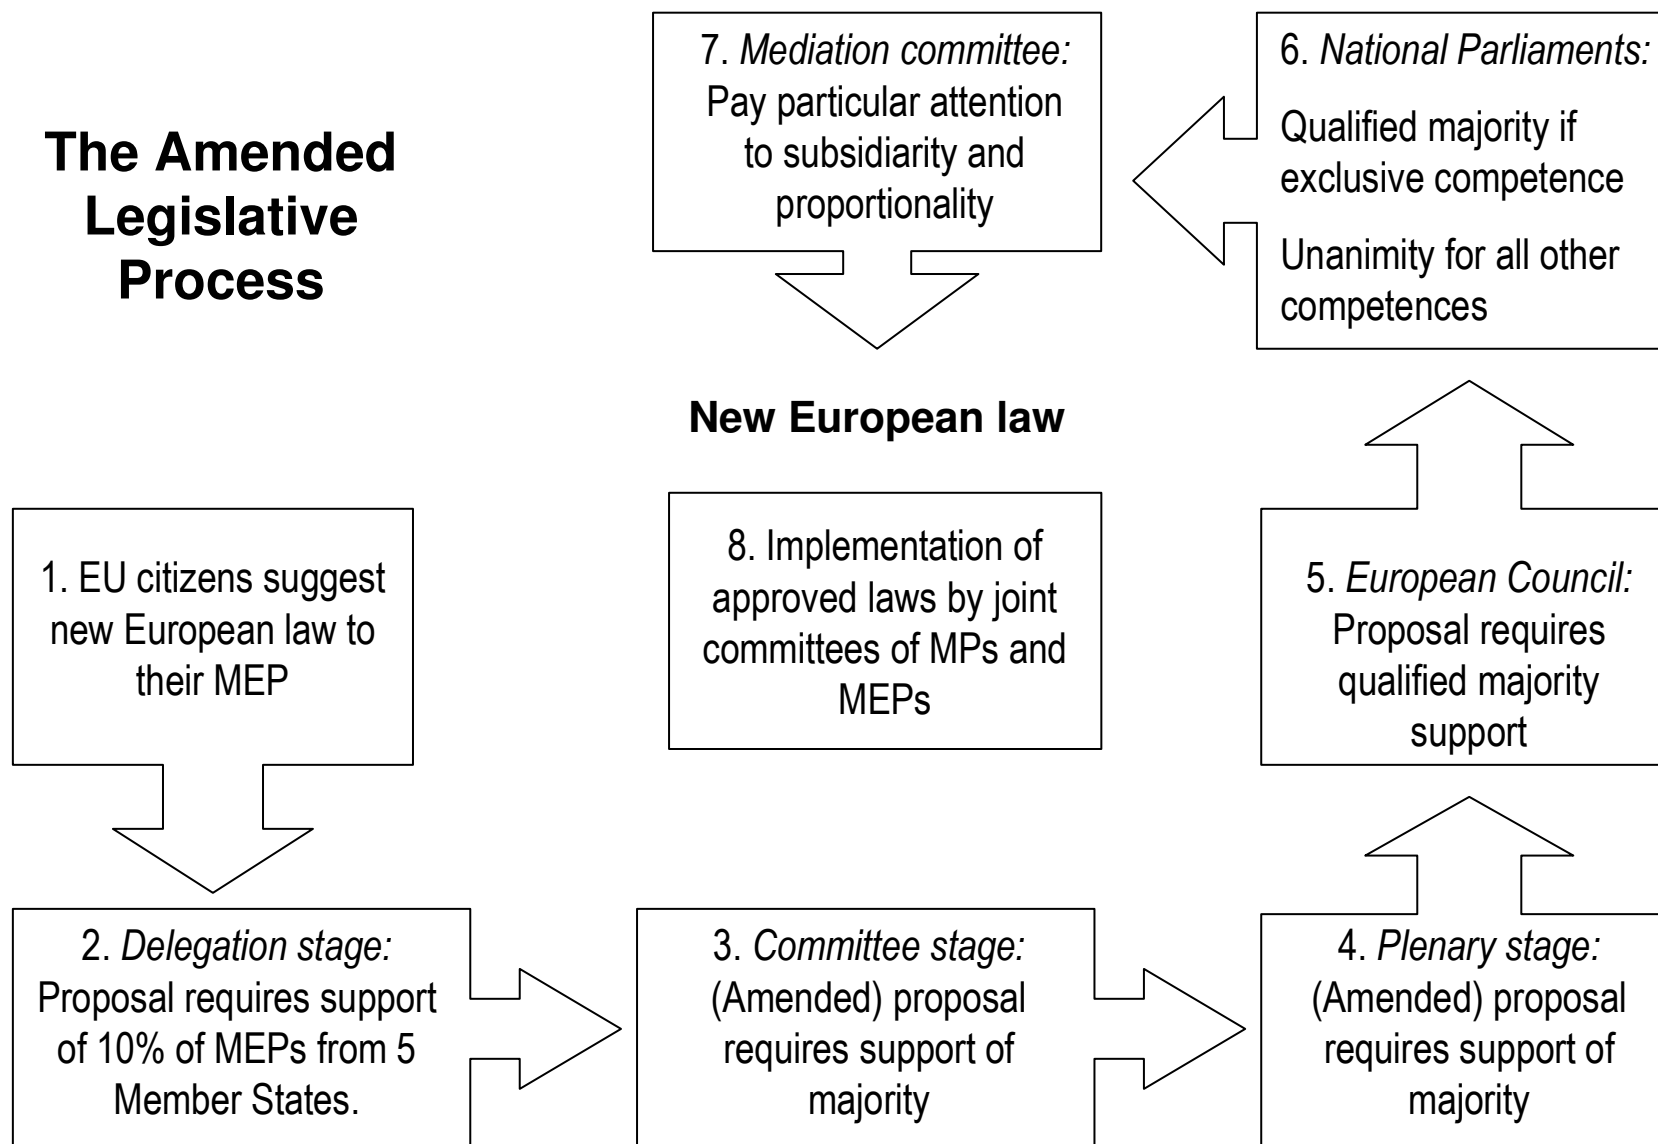 The Amended
Legislative
Process
1. EU citizens suggest
new European law to
their MEP
2. Delegation stage:
Proposal requires support
of 10% of MEPs from 5
Member States.
3. Committee stage:
(Amended) proposal
requires support of
majority
4. Plenary stage:
(Amended) proposal
requires support of
majority
5. European Council:
Proposal requires
qualified majority
support
6. National Parliaments:
Qualified majority if
exclusive competence
Unanimity for all other
competences
7. Mediation committee:
Pay particular attention
to subsidiarity and
proportionality
New European law
8. Implementation of
approved laws by joint
committees of MPs and
MEPs